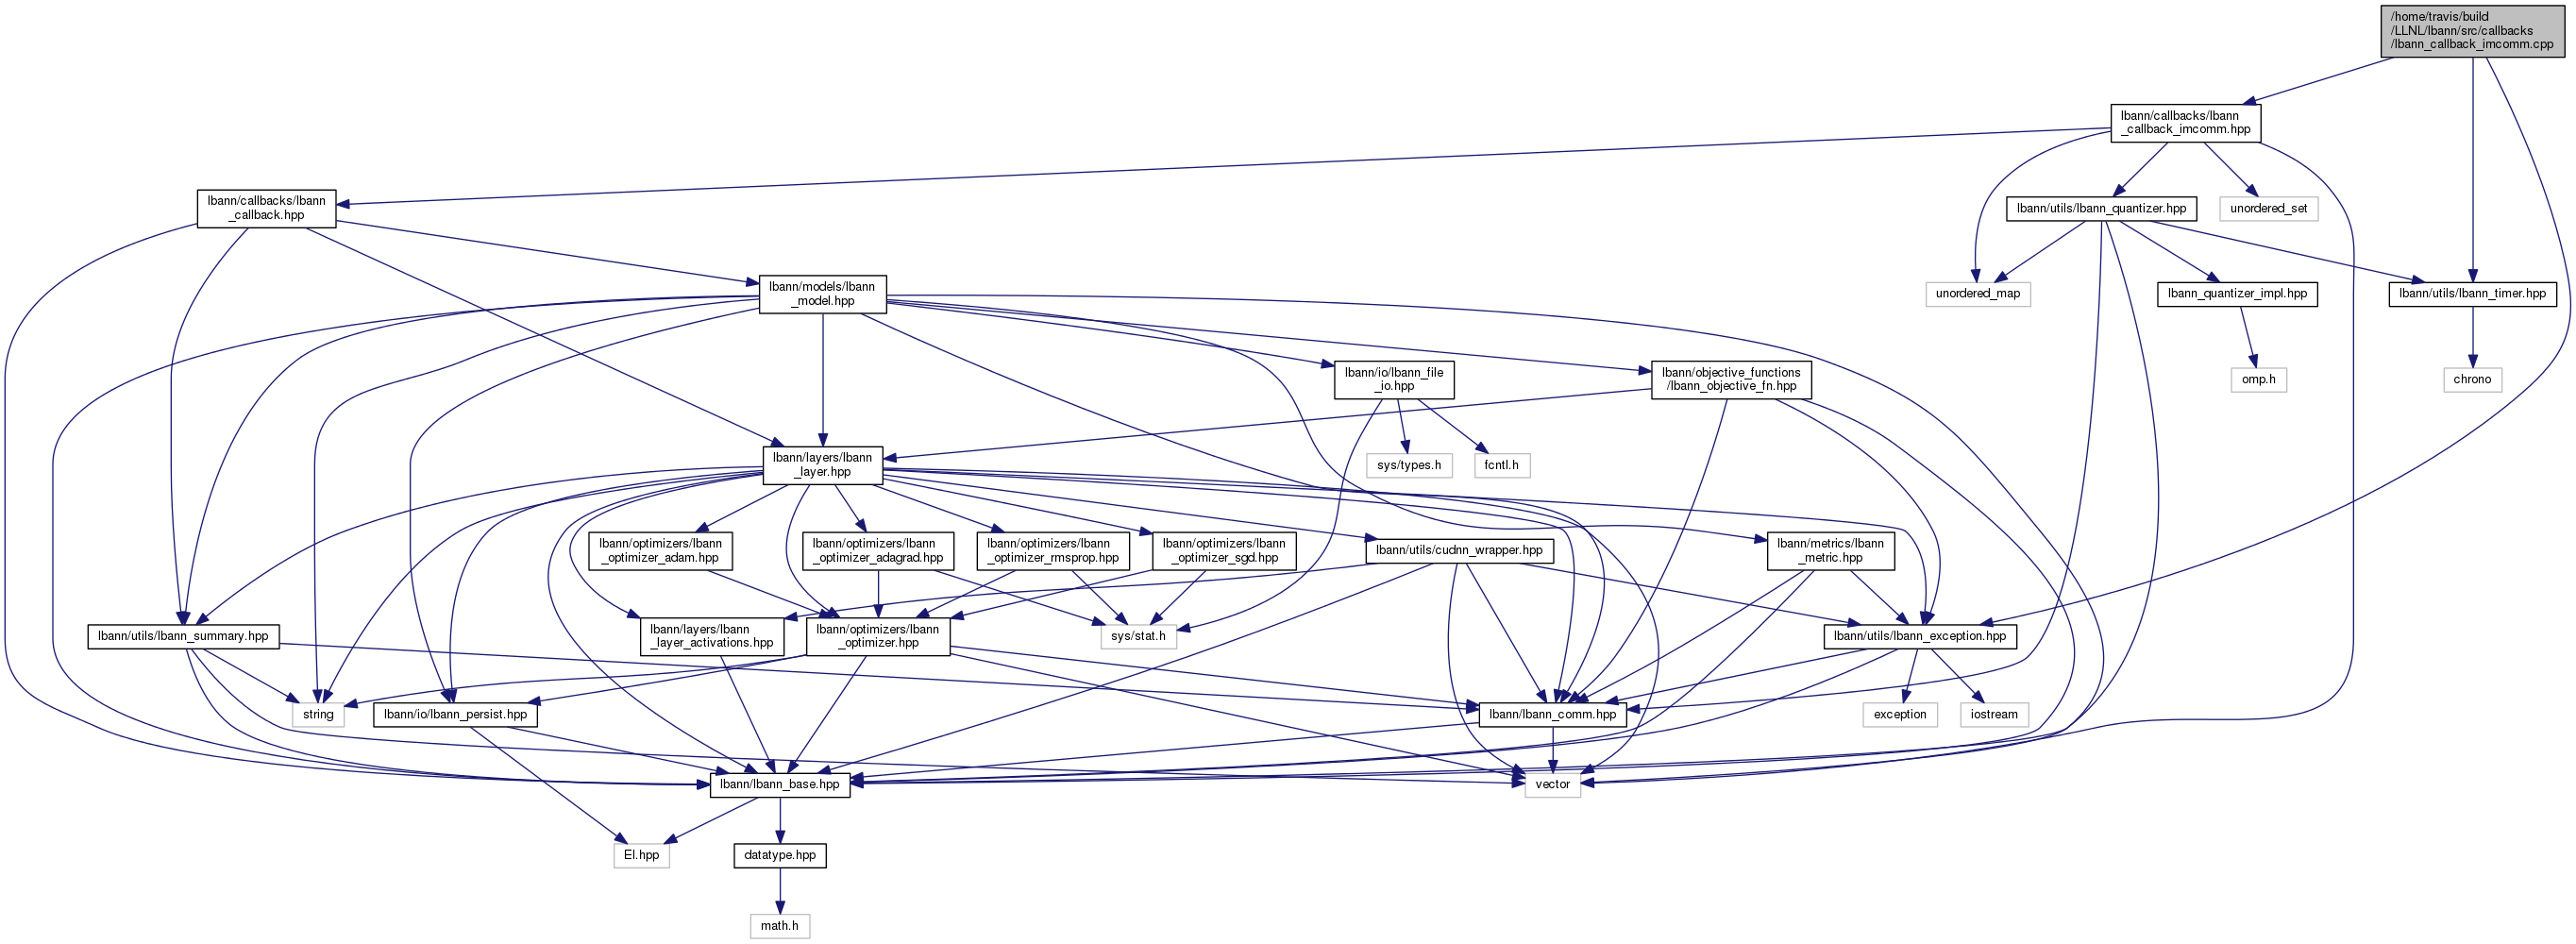 /home/travis/build
/LLNL/lbann/src/callbacks
/lbann_callback_imcomm.cpp
lbann/callbacks/lbann
_callback_imcomm.hpp
lbann/callbacks/lbann
_callback.hpp
lbann/utils/lbann_quantizer.hpp
unordered_set
lbann/models/lbann
_model.hpp
unordered_map
lbann_quantizer_impl.hpp
lbann/utils/lbann_timer.hpp
lbann/io/lbann_file
_io.hpp
lbann/objective_functions
/lbann_objective_fn.hpp
omp.h
chrono
lbann/layers/lbann
_layer.hpp
sys/types.h
fcntl.h
lbann/optimizers/lbann
_optimizer_adam.hpp
lbann/optimizers/lbann
_optimizer_adagrad.hpp
lbann/optimizers/lbann
_optimizer_rmsprop.hpp
lbann/optimizers/lbann
_optimizer_sgd.hpp
lbann/utils/cudnn_wrapper.hpp
lbann/metrics/lbann
_metric.hpp
lbann/utils/lbann_summary.hpp
lbann/layers/lbann
_layer_activations.hpp
lbann/optimizers/lbann
_optimizer.hpp
sys/stat.h
lbann/utils/lbann_exception.hpp
string
lbann/io/lbann_persist.hpp
lbann/lbann_comm.hpp
exception
iostream
lbann/lbann_base.hpp
vector
El.hpp
datatype.hpp
math.h